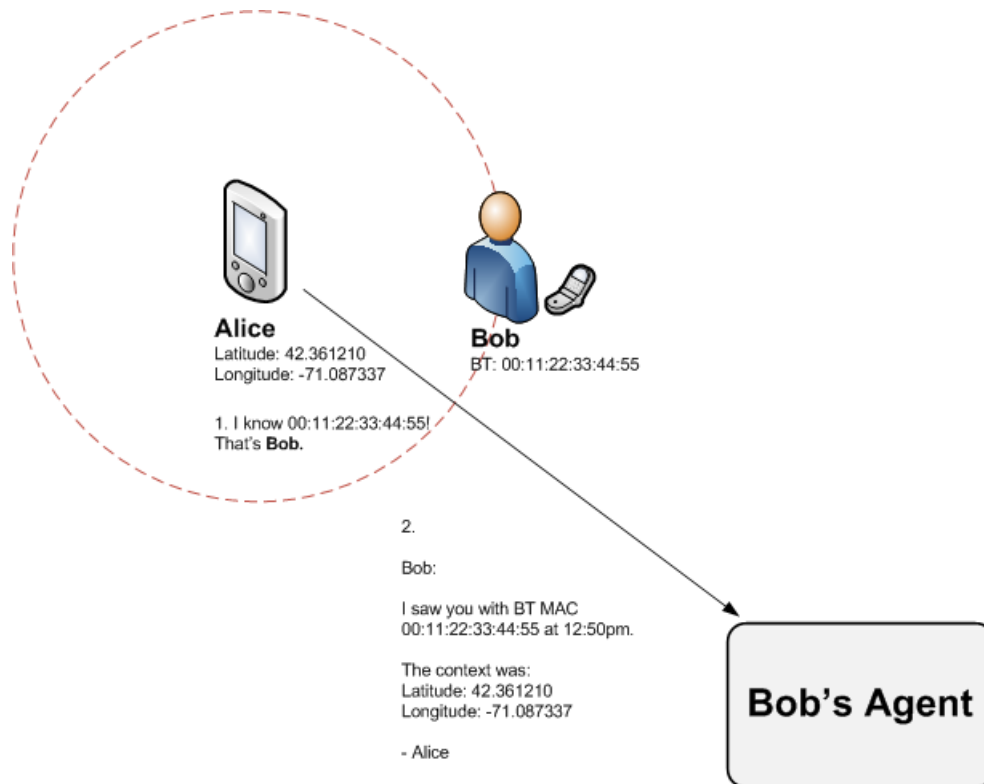 Alice
Latitude: 42.361210
Longitude: -71.087337
1. I know 00:11:22:33:44:55!
That's Bob.
Bob
BT: 00:11:22:33:44:55
2.
Bob:
I saw you with BT MAC
00:11:22:33:44:55 at 12:50pm.
The context was:
Latitude: 42.361210
Longitude: -71.087337
- Alice
Bob's Agent